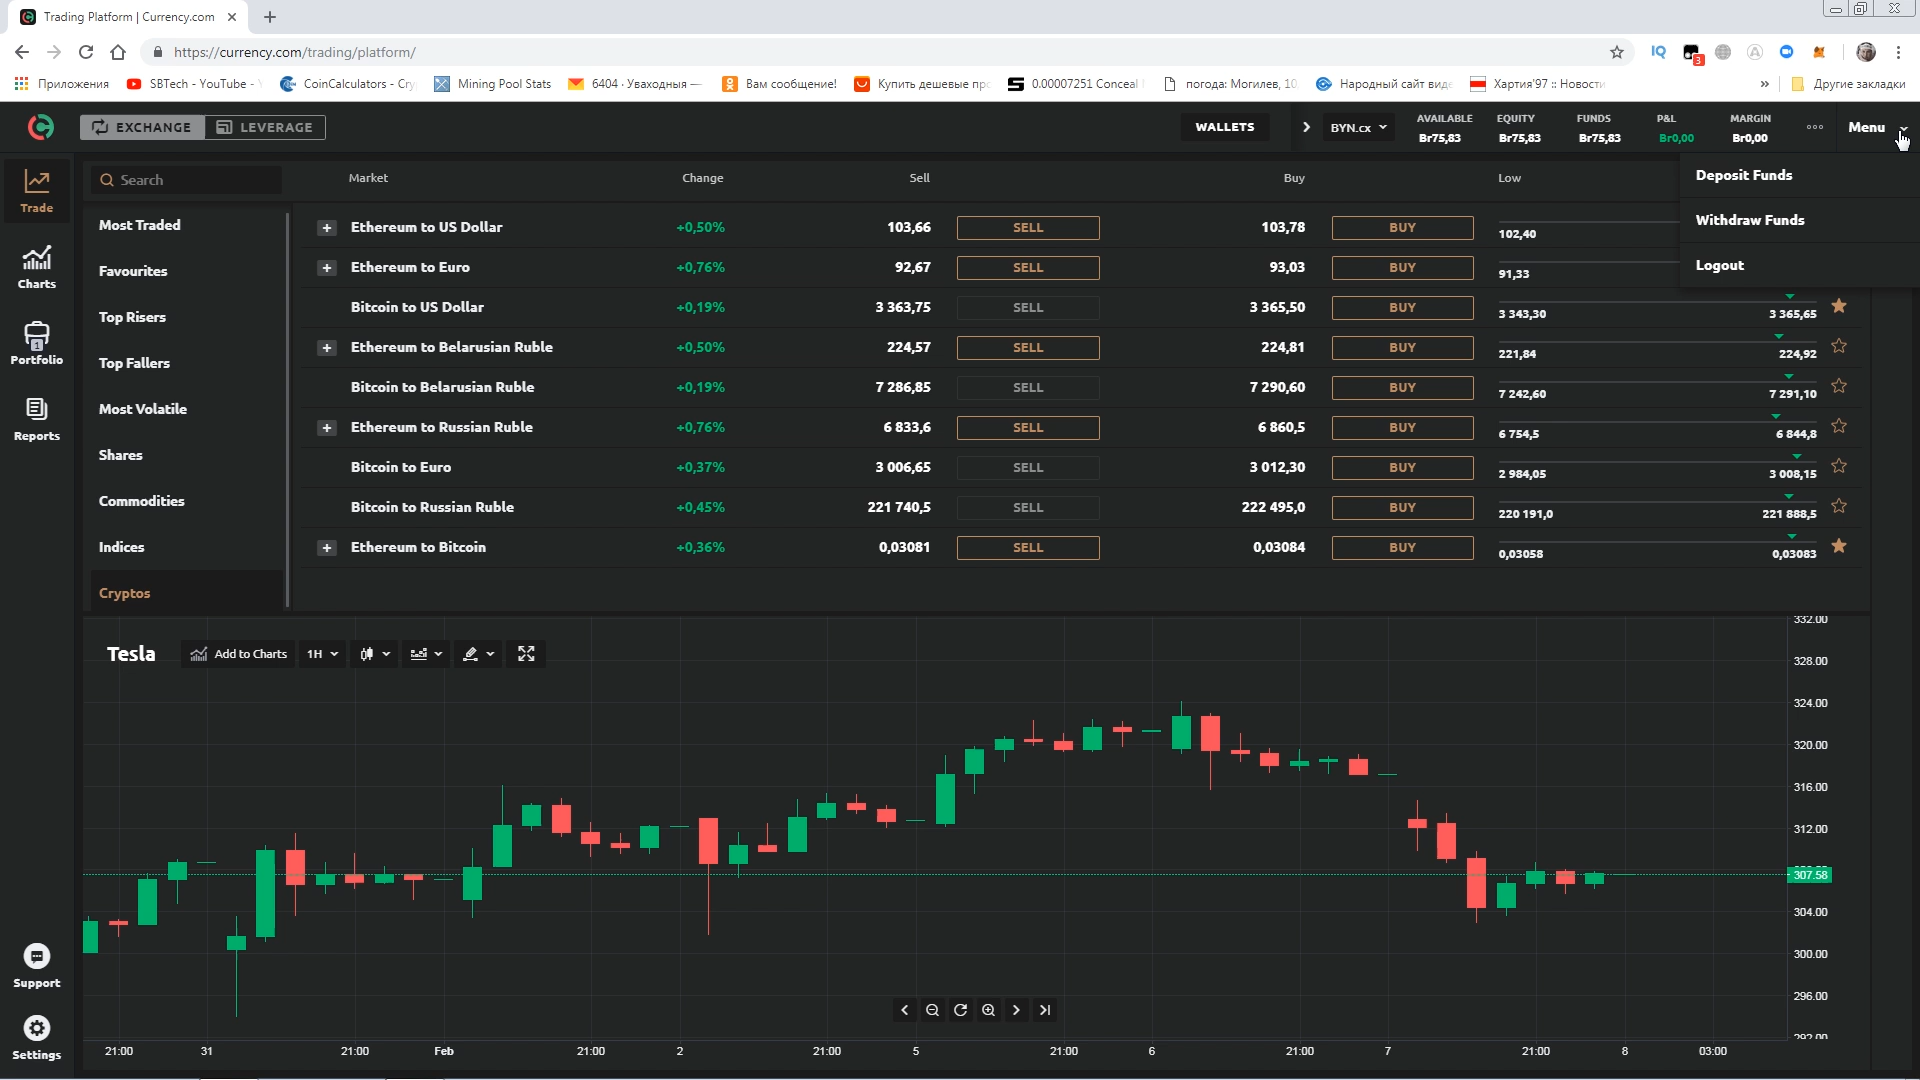 Trading Platform | Currency.com
https://currency.com/trading/platform/
IQ
3
Приложения
SBTech - YouTube -
CoinCalculators - Cry
Mining Pool Stats
6404 · Уваходныя —
Вам сообщение!
Купить дешевые пр
0.00007251 Conceal
погода: Могилев, 10
Народный сайт вид
Хартия'97 :: Новости
»
Другие закладки
EXCHANGE
LEVERAGE
WALLETS
BYN.cx
AVAILABLE
Br75,83
EQUITY
Br75,83
FUNDS
Br75,83
P&L
Br0,00
MARGIN
Br0,00
Menu
Deposit Funds
Withdraw Funds
Logout
Trade
Charts
1
Portfolio
Reports
Support
Settings
Search
Most Traded
Favourites
Top Risers
Top Fallers
Most Volatile
Shares
Commodities
Indices
Cryptos
Market Change Sell Buy Low
Ethereum to US Dollar +0,50% 103,66 SELL 103,78 BUY 102,40
Ethereum to Euro +0,76% 92,67 SELL 93,03 BUY 91,33
Bitcoin to US Dollar +0,19% 3 363,75 SELL 3 365,50 BUY 3 343,30 3 365,65
Ethereum to Belarusian Ruble +0,50% 224,57 SELL 224,81 BUY 221,84 224,92
Bitcoin to Belarusian Ruble +0,19% 7 286,85 SELL 7 290,60 BUY 7 242,60 7 291,10
Ethereum to Russian Ruble +0,76% 6 833,6 SELL 6 860,5 BUY 6 754,5 6 844,8
Bitcoin to Euro +0,37% 3 006,65 SELL 3 012,30 BUY 2 984,05 3 008,15
Bitcoin to Russian Ruble +0,45% 221 740,5 SELL 222 495,0 BUY 220 191,0 221 888,5
Ethereum to Bitcoin +0,36% 0,03081 SELL 0,03084 BUY 0,03058 0,03083
Tesla
Add to Charts
1H
332.00
328.00
324.00
320.00
316.00
312.00
307.58
304.00
300.00
296.00
292.00
21:00 31 21:00 Feb 21:00 2 21:00 5 21:00 6 21:00 7 21:00 8 03:00